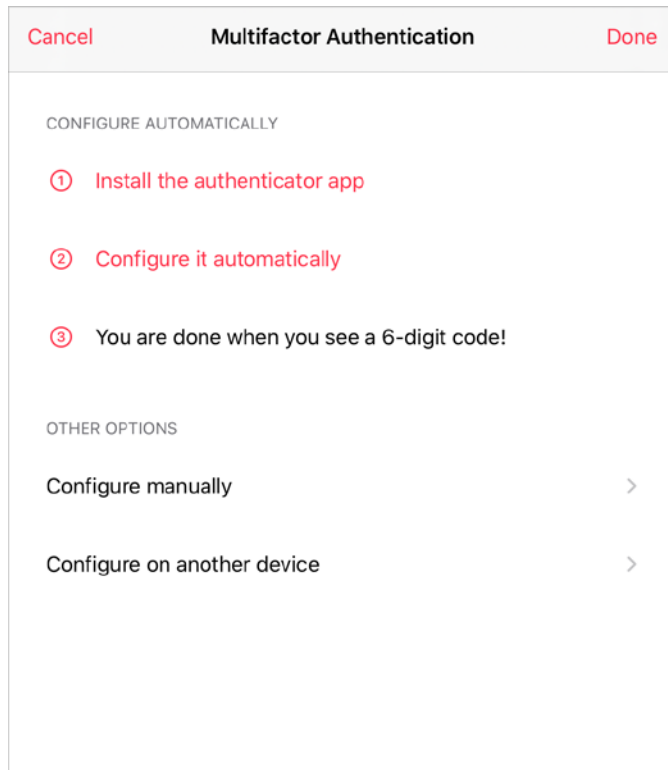 Cancel Multifactor Authentication Done
CONFIGURE AUTOMATICALLY
1 Install the authenticator app
2 Configure it automatically
3 You are done when you see a 6-digit code!
OTHER OPTIONS
Configure manually
Configure on another device